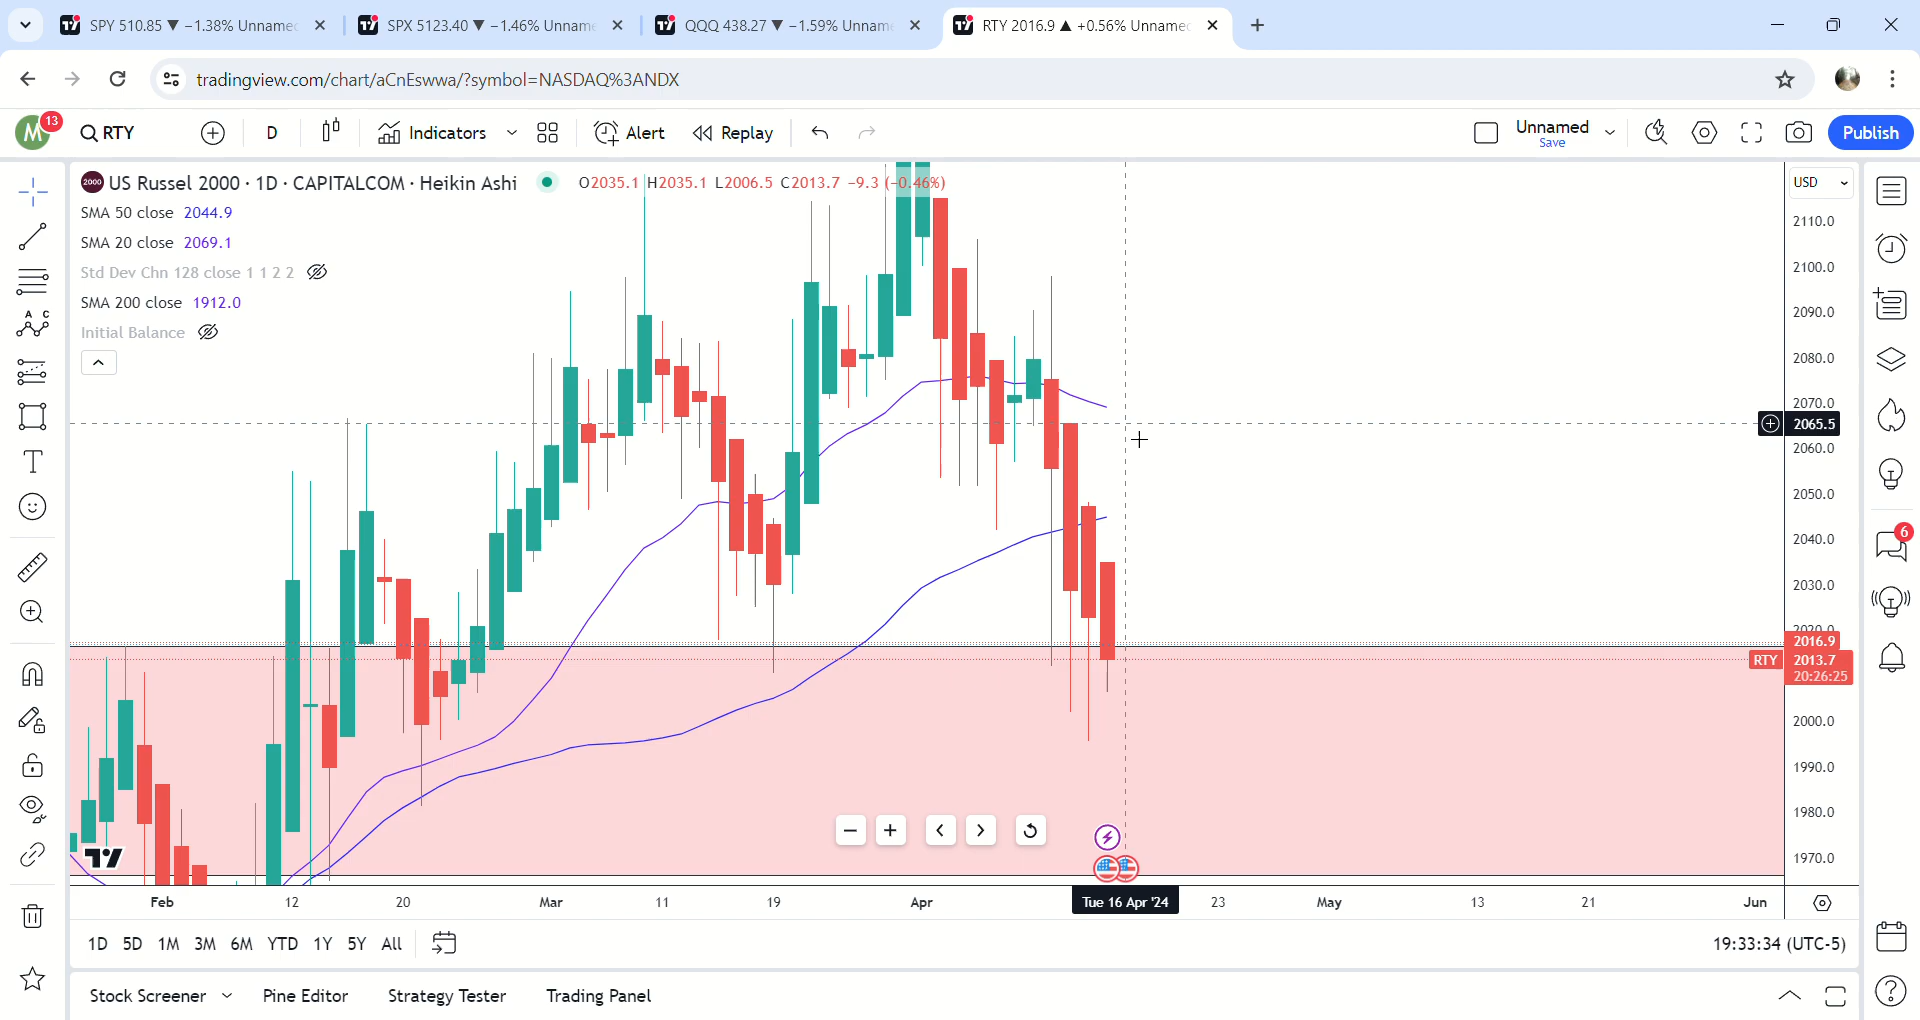 SPY 510.85 ▼ −1.38% Unname
SPX 5123.40 ▼ −1.46% Unnam
QQQ 438.27 ▼ −1.59% Unnam
RTY 2016.9 ▲ +0.56% Unname
tradingview.com/chart/aCnEswwa/?symbol=NASDAQ%3ANDX
M
13
RTY
D
Indicators
Alert
Replay
Unnamed
Save
Publish
2000
US Russel 2000 · 1D · CAPITALCOM · Heikin Ashi
O2035.1 H2035.1 L2006.5 C2013.7 −9.3 (−0.46%)
SMA 50 close 2044.9
SMA 20 close 2069.1
Std Dev Chn 128 close 1 1 2 2
SMA 200 close 1912.0
Initial Balance
USD
2110.0
2100.0
2090.0
2080.0
2070.0
2065.5
2060.0
2050.0
2040.0
2030.0
2020.0
2016.9
RTY 2013.7
20:26:25
2000.0
1990.0
1980.0
1970.0
6
Feb
12
20
Mar
11
19
Apr
Tue 16 Apr '24
23
May
13
21
Jun
1D 5D 1M 3M 6M YTD 1Y 5Y All
19:33:34 (UTC-5)
Stock Screener
Pine Editor
Strategy Tester
Trading Panel